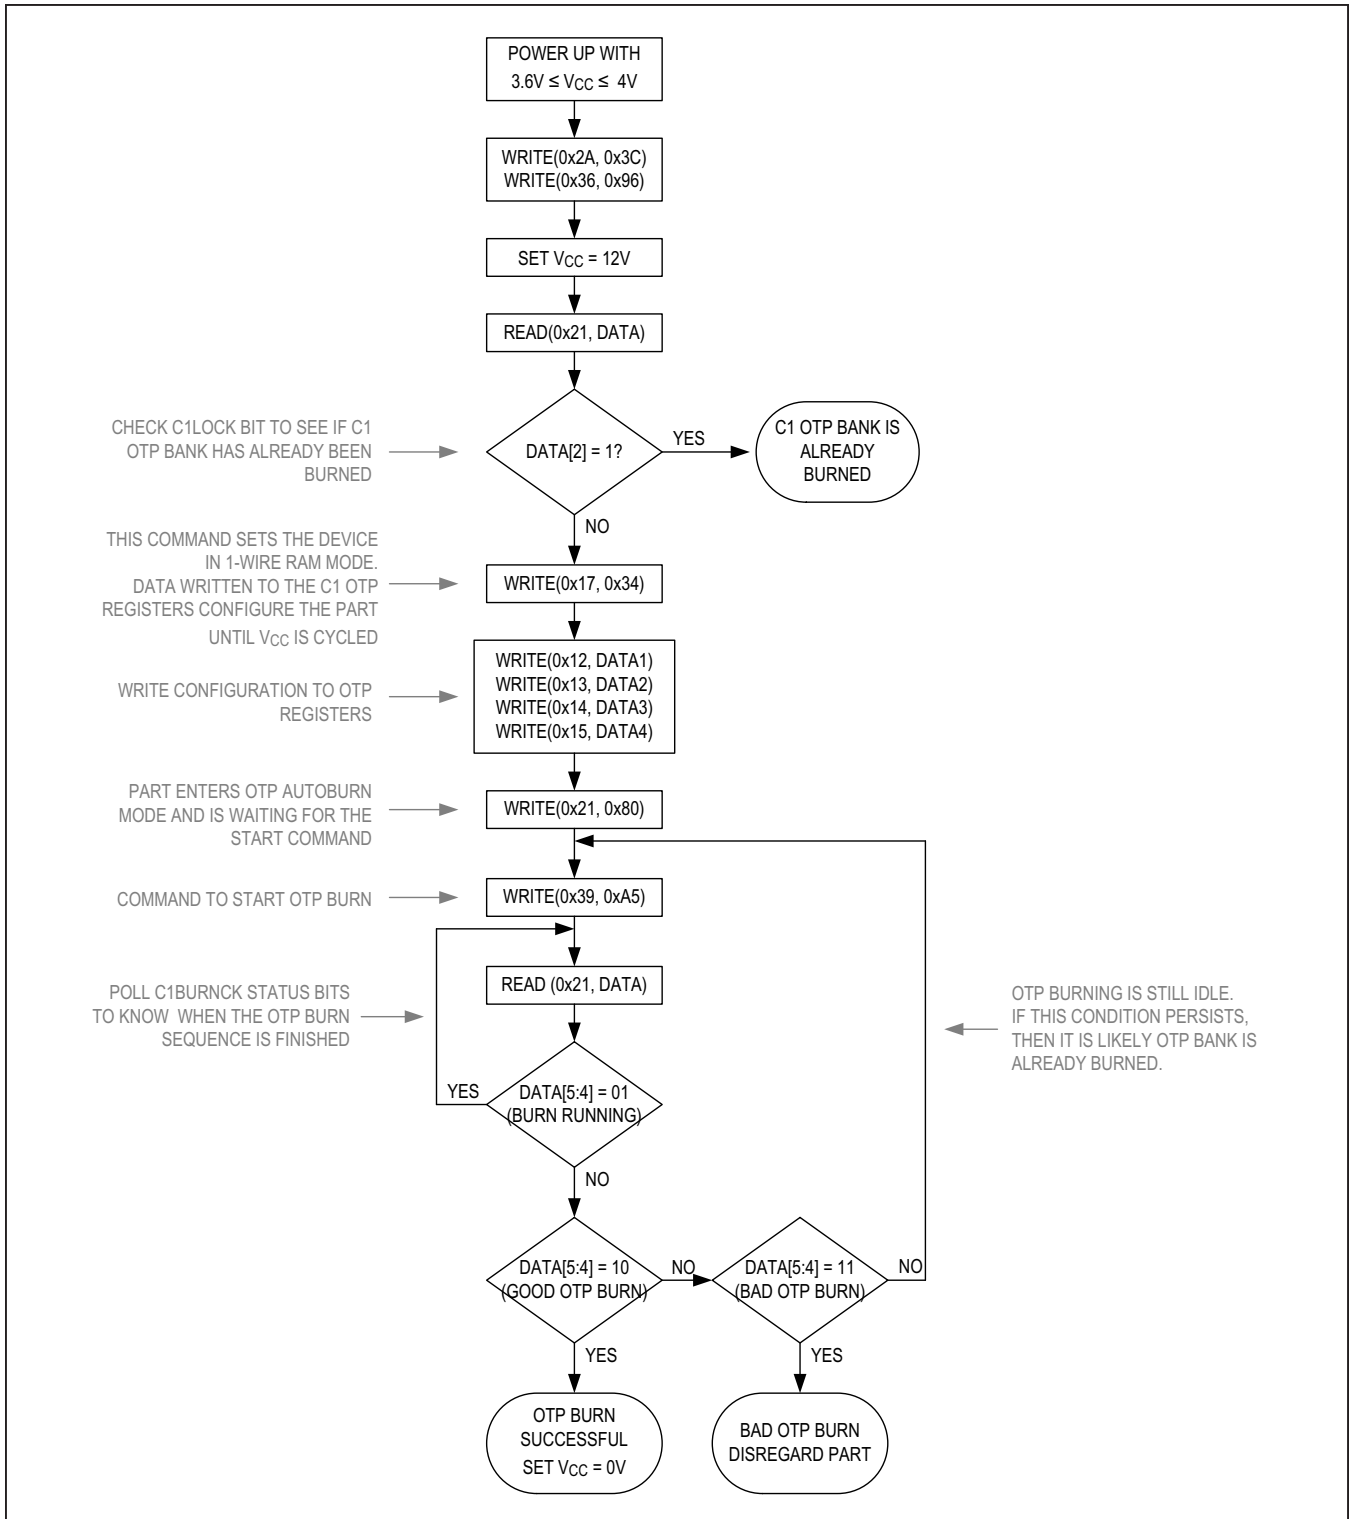 POWER UP WITH
3.6V ≤ VCC ≤ 4V
WRITE(0x2A, 0x3C)
WRITE(0x36, 0x96)
SET VCC = 12V
READ(0x21, DATA)
CHECK C1LOCK BIT TO SEE IF C1
OTP BANK HAS ALREADY BEEN
BURNED
DATA[2] = 1?
YES
C1 OTP BANK IS
ALREADY
BURNED
NO
THIS COMMAND SETS THE DEVICE
IN 1-WIRE RAM MODE.
DATA WRITTEN TO THE C1 OTP
REGISTERS CONFIGURE THE PART
UNTIL VCC IS CYCLED
WRITE(0x17, 0x34)
WRITE CONFIGURATION TO OTP
REGISTERS
WRITE(0x12, DATA1)
WRITE(0x13, DATA2)
WRITE(0x14, DATA3)
WRITE(0x15, DATA4)
PART ENTERS OTP AUTOBURN
MODE AND IS WAITING FOR THE
START COMMAND
WRITE(0x21, 0x80)
COMMAND TO START OTP BURN
WRITE(0x39, 0xA5)
POLL C1BURNCK STATUS BITS
TO KNOW WHEN THE OTP BURN
SEQUENCE IS FINISHED
READ (0x21, DATA)
OTP BURNING IS STILL IDLE.
IF THIS CONDITION PERSISTS,
THEN IT IS LIKELY OTP BANK IS
ALREADY BURNED.
YES
DATA[5:4] = 01
(BURN RUNNING)
NO
DATA[5:4] = 10
(GOOD OTP BURN)
NO
DATA[5:4] = 11
(BAD OTP BURN)
NO
YES
YES
OTP BURN
SUCCESSFUL
SET VCC = 0V
BAD OTP BURN
DISREGARD PART